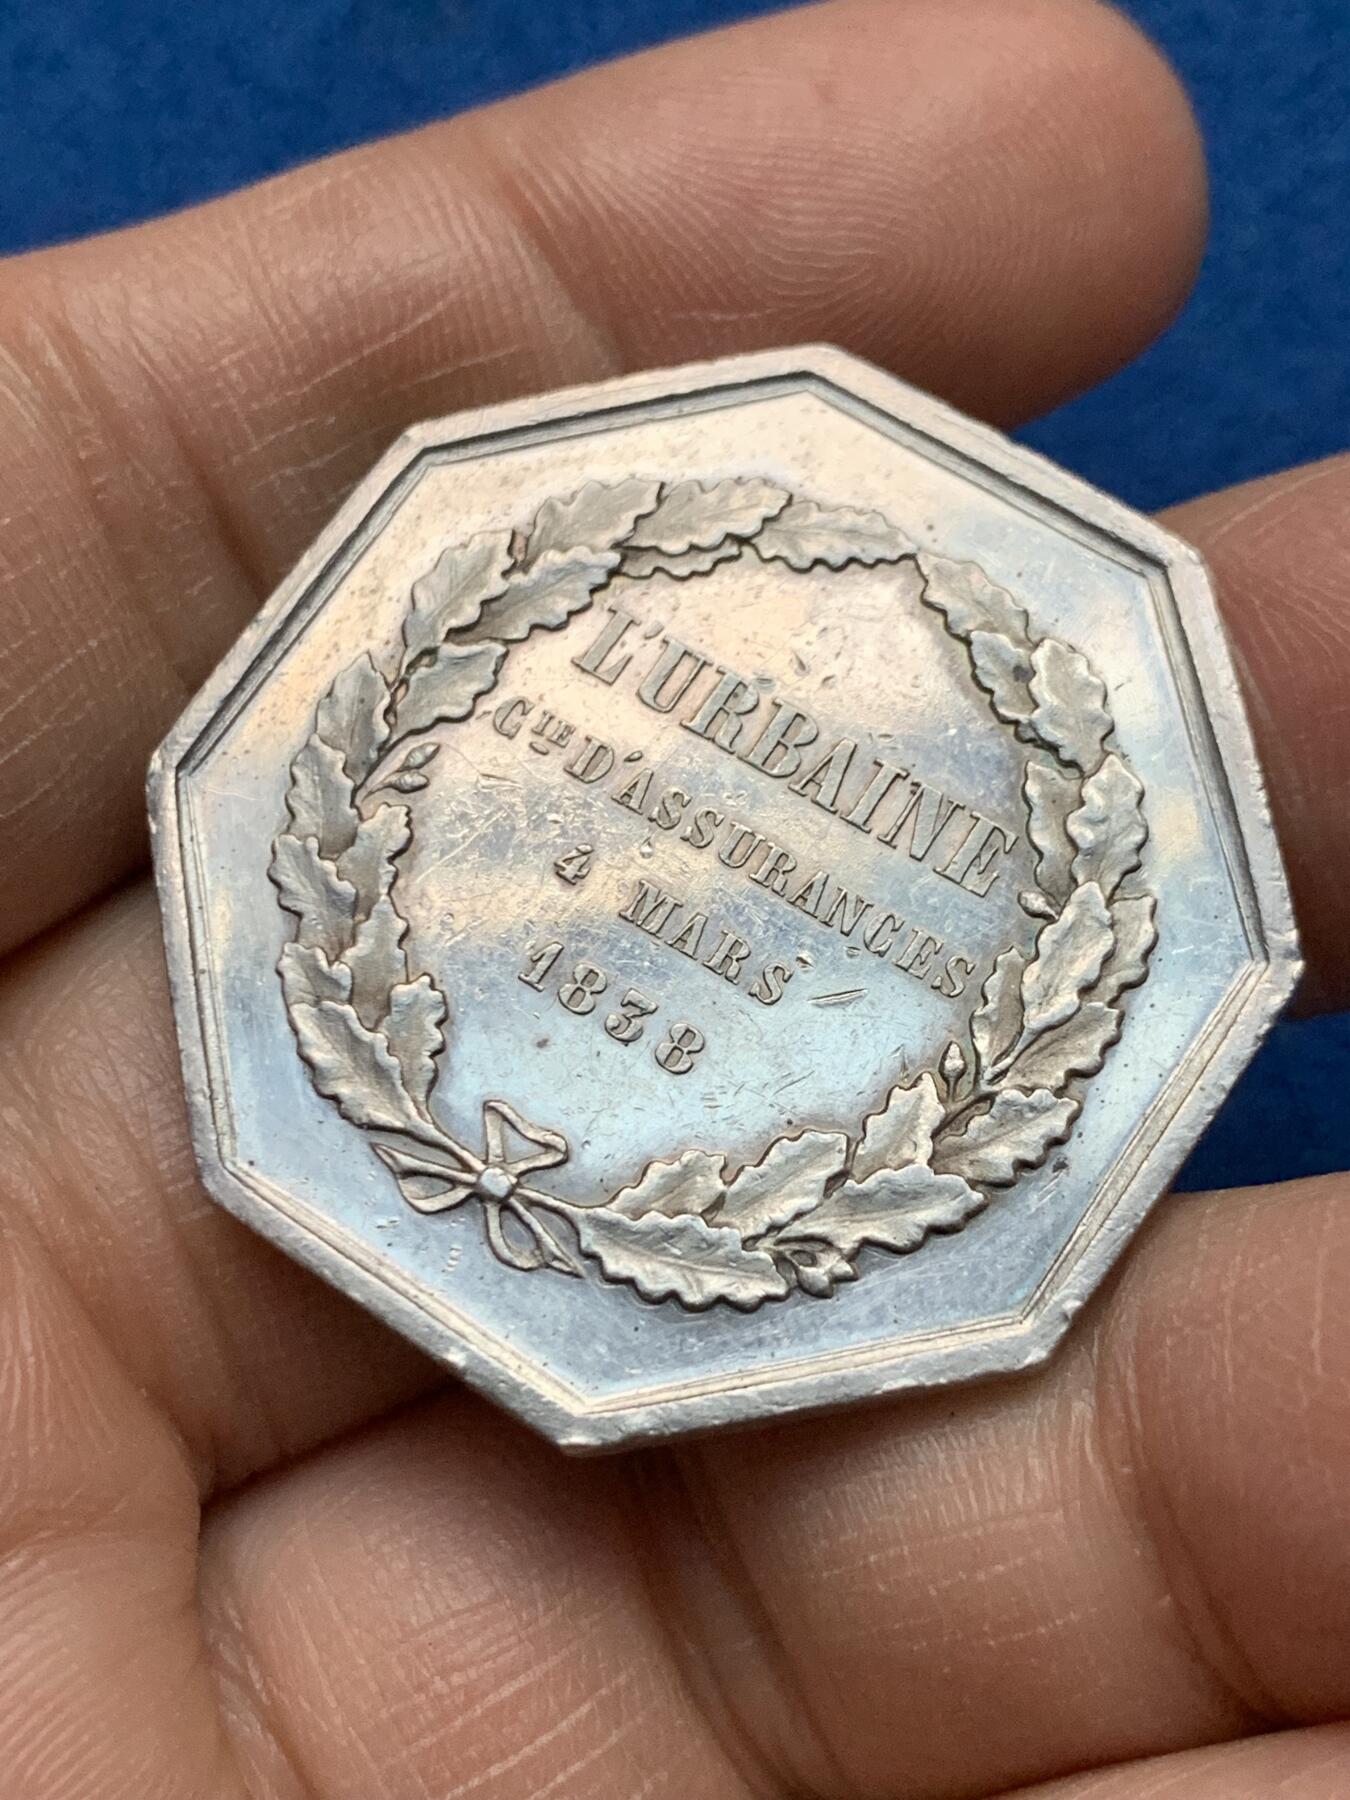 L'URBAINE
CIE D'ASSURANCES
4 MARS
1838